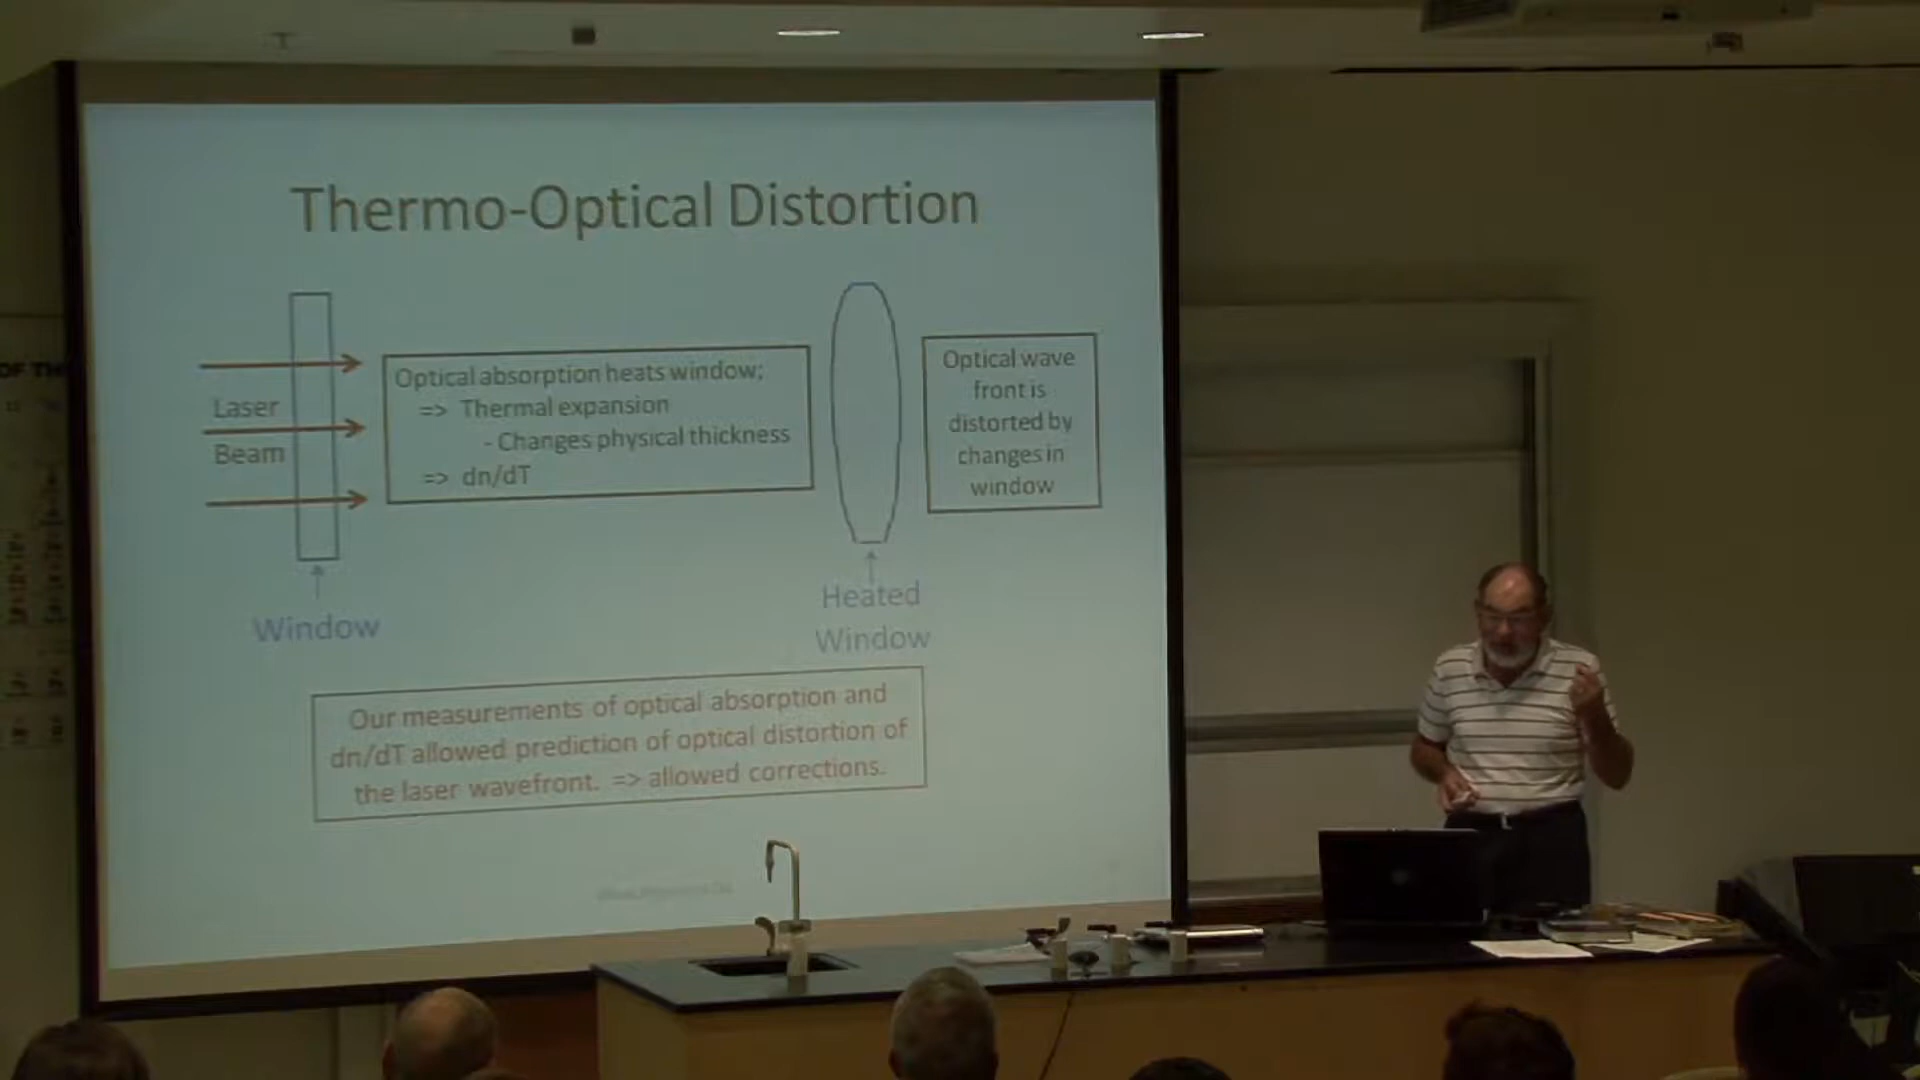 Thermo-Optical Distortion
Laser
Beam
Optical absorption heats window;
=> Thermal expansion
- Changes physical thickness
=> dn/dT
Optical wave
front is
distorted by
changes in
window
Window
Heated
Window
Our measurements of optical absorption and
dn/dT allowed prediction of optical distortion of
the laser wavefront. => allowed corrections.
OF TH